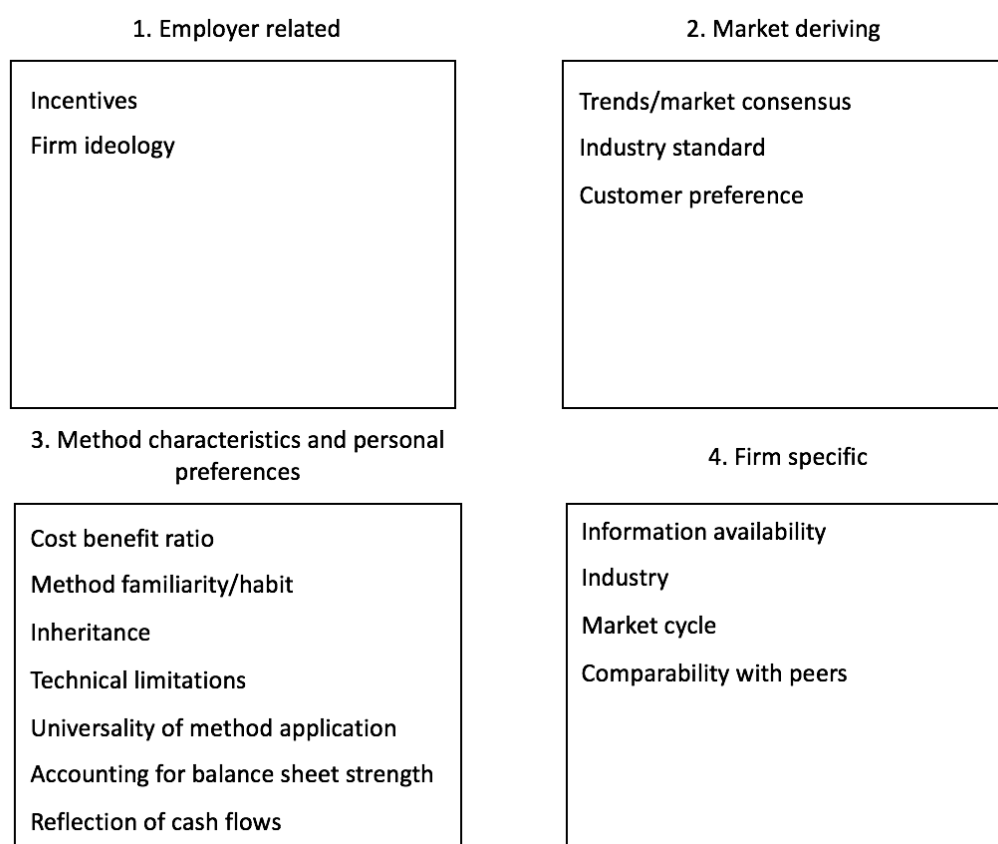 1. Employer related
Incentives
Firm ideology
2. Market deriving
Trends/market consensus
Industry standard
Customer preference
3. Method characteristics and personal
preferences
Cost benefit ratio
Method familiarity/habit
Inheritance
Technical limitations
Universality of method application
Accounting for balance sheet strength
Reflection of cash flows
4. Firm specific
Information availability
Industry
Market cycle
Comparability with peers